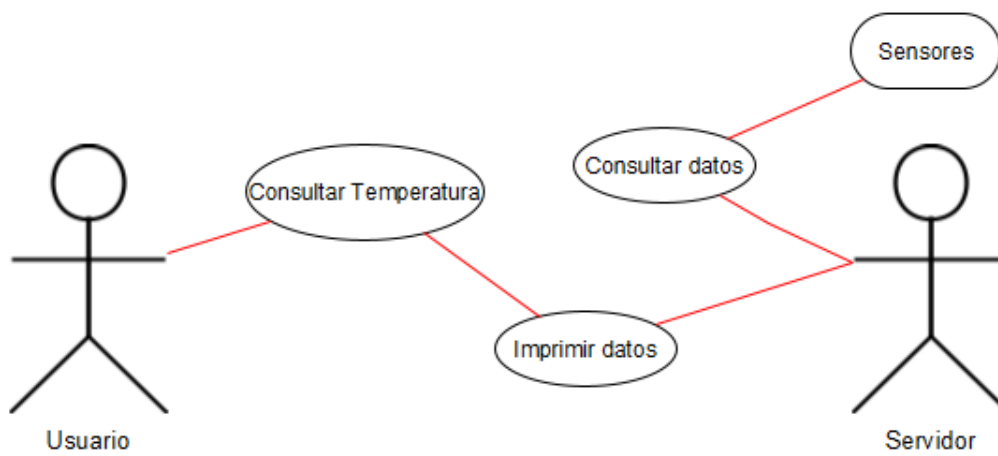 Sensores
Consultar datos
Consultar Temperatura
Imprimir datos
Usuario
Servidor